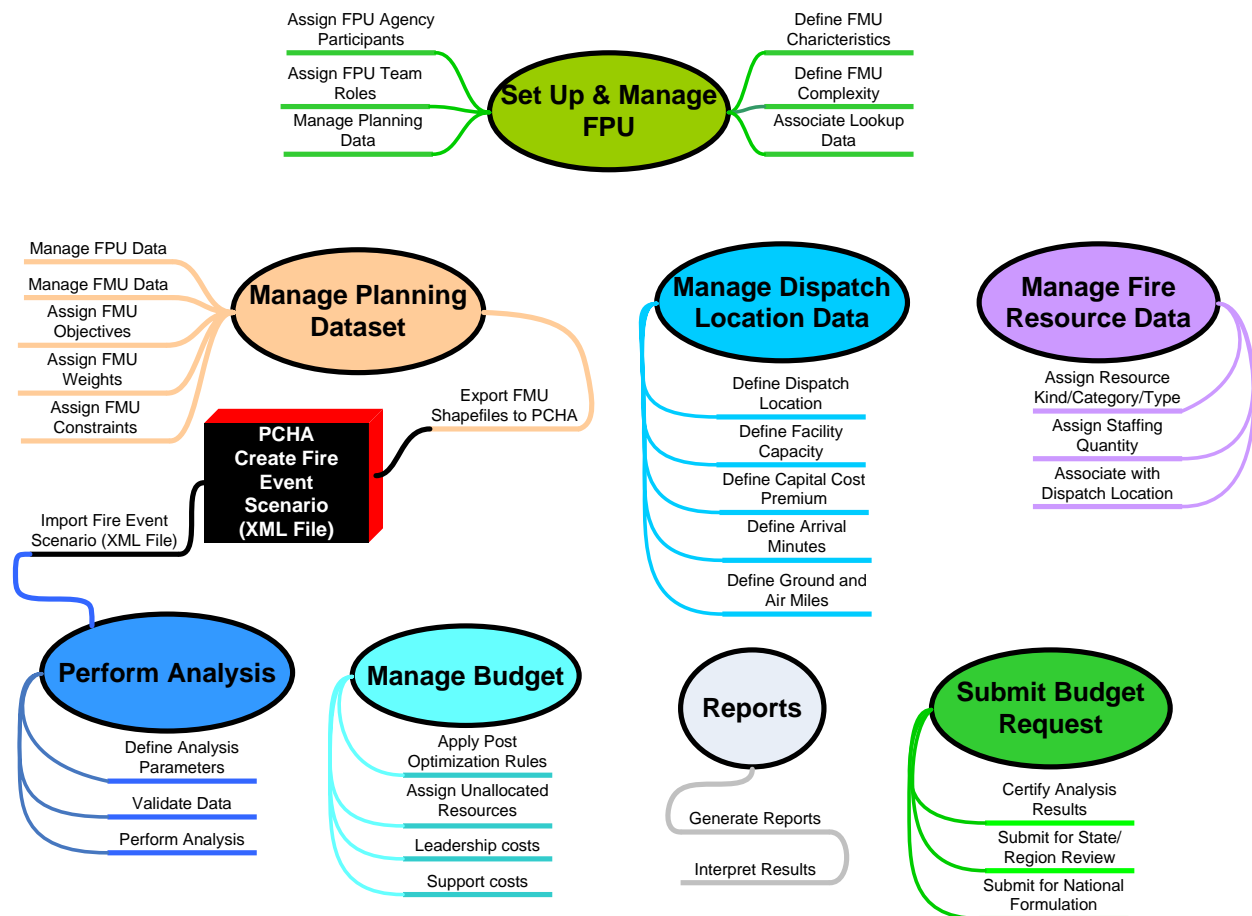 Assign FPU Agency
Participants
Assign FPU Team
Roles
Manage Planning
Data
Set Up & Manage
FPU
Define FMU
Charicteristics
Define FMU
Complexity
Associate Lookup
Data
Manage FPU Data
Manage FMU Data
Assign FMU
Objectives
Assign FMU
Weights
Assign FMU
Constraints
Manage Planning
Dataset
Export FMU
Shapefiles to PCHA
PCHA
Create Fire
Event
Scenario
(XML File)
Import Fire Event
Scenario (XML File)
Manage Dispatch
Location Data
Define Dispatch
Location
Define Facility
Capacity
Define Capital Cost
Premium
Define Arrival
Minutes
Define Ground and
Air Miles
Manage Fire
Resource Data
Assign Resource
Kind/Category/Type
Assign Staffing
Quantity
Associate with
Dispatch Location
Perform Analysis
Define Analysis
Parameters
Validate Data
Perform Analysis
Manage Budget
Apply Post
Optimization Rules
Assign Unallocated
Resources
Leadership costs
Support costs
Reports
Generate Reports
Interpret Results
Submit Budget
Request
Certify Analysis
Results
Submit for State/
Region Review
Submit for National
Formulation